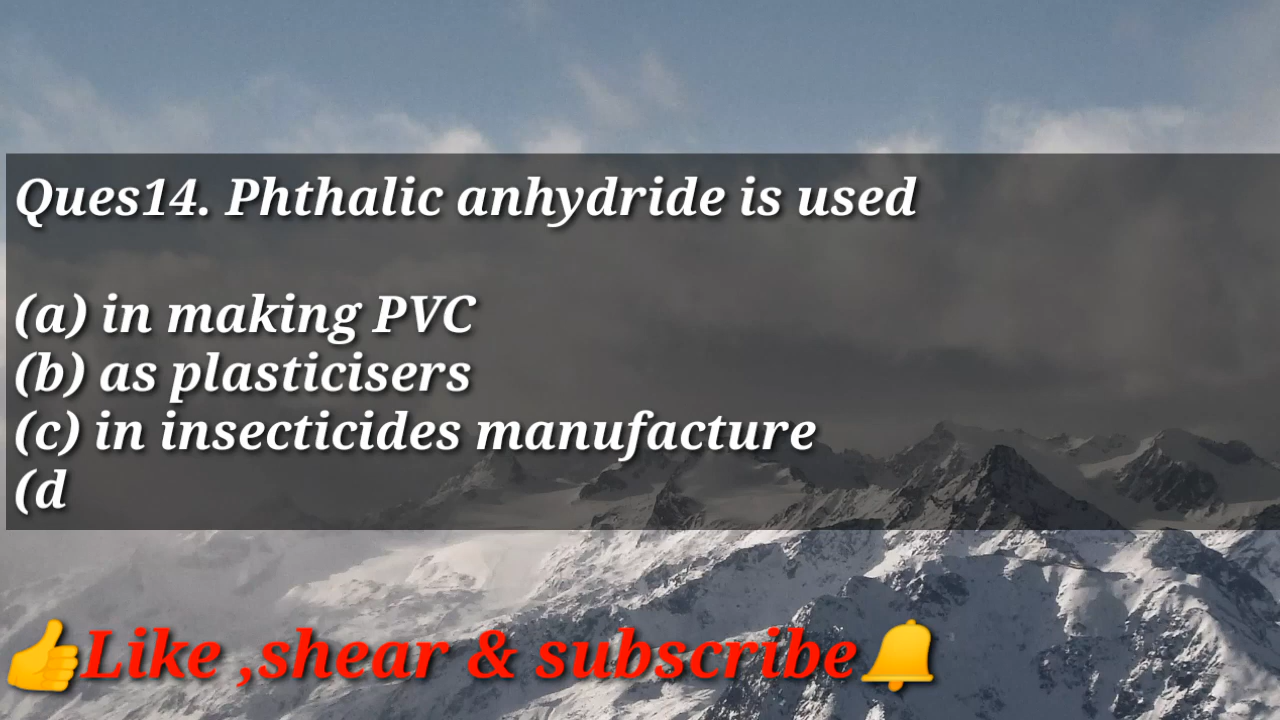 Ques14. Phthalic anhydride is used
(a) in making PVC
(b) as plasticisers
(c) in insecticides manufacture
(d
👍Like ,shear & subscribe🔔